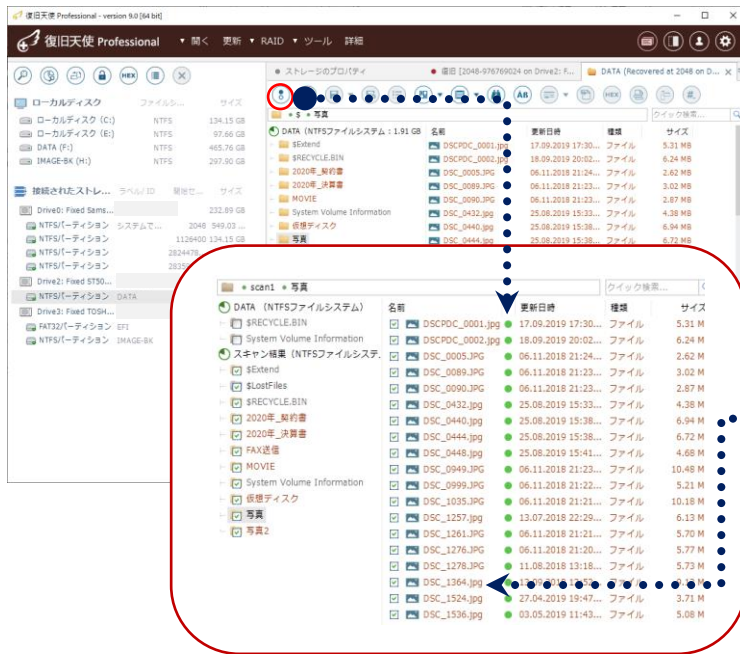 復旧天使 Professional - version 9.0 [64 bit]
復旧天使 Professional
開く 更新 RAID ツール 詳細
ストレージのプロパティ
復旧 [2048-976769024 on Drive2: F...
DATA (Recovered at 2048 on D...
HEX
$ 写真
クイック検索...
ローカルディスク ファイルシ... サイズ
ローカルディスク (C:) NTFS 134.15 GB
ローカルディスク (E:) NTFS 97.66 GB
DATA (F:) NTFS 465.76 GB
IMAGE-BK (H:) NTFS 297.90 GB
接続されたストレ... ラベル/ID 開始セ... サイズ
Drive0: Fixed Sams... 232.89 GB
NTFSパーティション システムで... 2048 549.03 ...
NTFSパーティション 1126400 134.15 GB
NTFSパーティション
NTFSパーティション
Drive2: Fixed ST50...
NTFSパーティション DATA
Drive3: Fixed TOSH...
FAT32パーティション EFI
NTFSパーティション IMAGE-BK
DATA (NTFSファイルシステム : 1.91 GB
$Extend
$RECYCLE.BIN
2020年_契約書
2020年_決算書
MOVIE
System Volume Information
仮想ディスク
写真
名前 更新日時 種類 サイズ
DSCPDC_0001.jpg 17.09.2019 17:30... ファイル 5.31 MB
DSCPDC_0002.jpg 18.09.2019 20:02... ファイル 6.24 MB
DSC_0005.JPG 06.11.2018 21:24... ファイル 2.62 MB
DSC_0089.JPG 06.11.2018 21:23... ファイル 3.02 MB
DSC_0090.JPG 06.11.2018 21:23... ファイル 2.87 MB
DSC_0432.jpg 25.08.2019 15:33... ファイル 4.38 MB
DSC_0440.jpg 25.08.2019 15:38... ファイル 6.94 MB
DSC_0444.jpg 25.08.2019 15:38... ファイル 6.72 MB
scan1 写真
クイック検索...
DATA (NTFSファイルシステム)
$RECYCLE.BIN
System Volume Information
スキャン結果 (NTFSファイルシステ.
$Extend
$LostFiles
$RECYCLE.BIN
2020年_契約書
2020年_決算書
FAX送信
MOVIE
System Volume Information
仮想ディスク
写真
写真2
名前 更新日時 種類 サイズ
DSCPDC_0001.jpg 17.09.2019 17:30... ファイル 5.31 M
DSCPDC_0002.jpg 18.09.2019 20:02... ファイル 6.24 M
DSC_0005.JPG 06.11.2018 21:24... ファイル 2.62 M
DSC_0089.JPG 06.11.2018 21:23... ファイル 3.02 M
DSC_0090.JPG 06.11.2018 21:23... ファイル 2.87 M
DSC_0432.jpg 25.08.2019 15:33... ファイル 4.38 M
DSC_0440.jpg 25.08.2019 15:38... ファイル 6.94 M
DSC_0444.jpg 25.08.2019 15:38... ファイル 6.72 M
DSC_0448.jpg 25.08.2019 15:41... ファイル 4.68 M
DSC_0949.JPG 06.11.2018 21:23... ファイル 10.48 M
DSC_0999.JPG 06.11.2018 21:22... ファイル 5.21 M
DSC_1035.JPG 06.11.2018 21:21... ファイル 10.18 M
DSC_1257.jpg 13.07.2018 22:29... ファイル 6.13 M
DSC_1261.JPG 06.11.2018 21:21... ファイル 5.70 M
DSC_1276.JPG 06.11.2018 21:20... ファイル 5.77 M
DSC_1278.JPG 11.08.2018 13:18... ファイル 5.73 M
DSC_1364.jpg
DSC_1524.jpg 27.04.2019 19:47... ファイル 3.71 M
DSC_1536.jpg 03.05.2019 11:43... ファイル 5.08 M